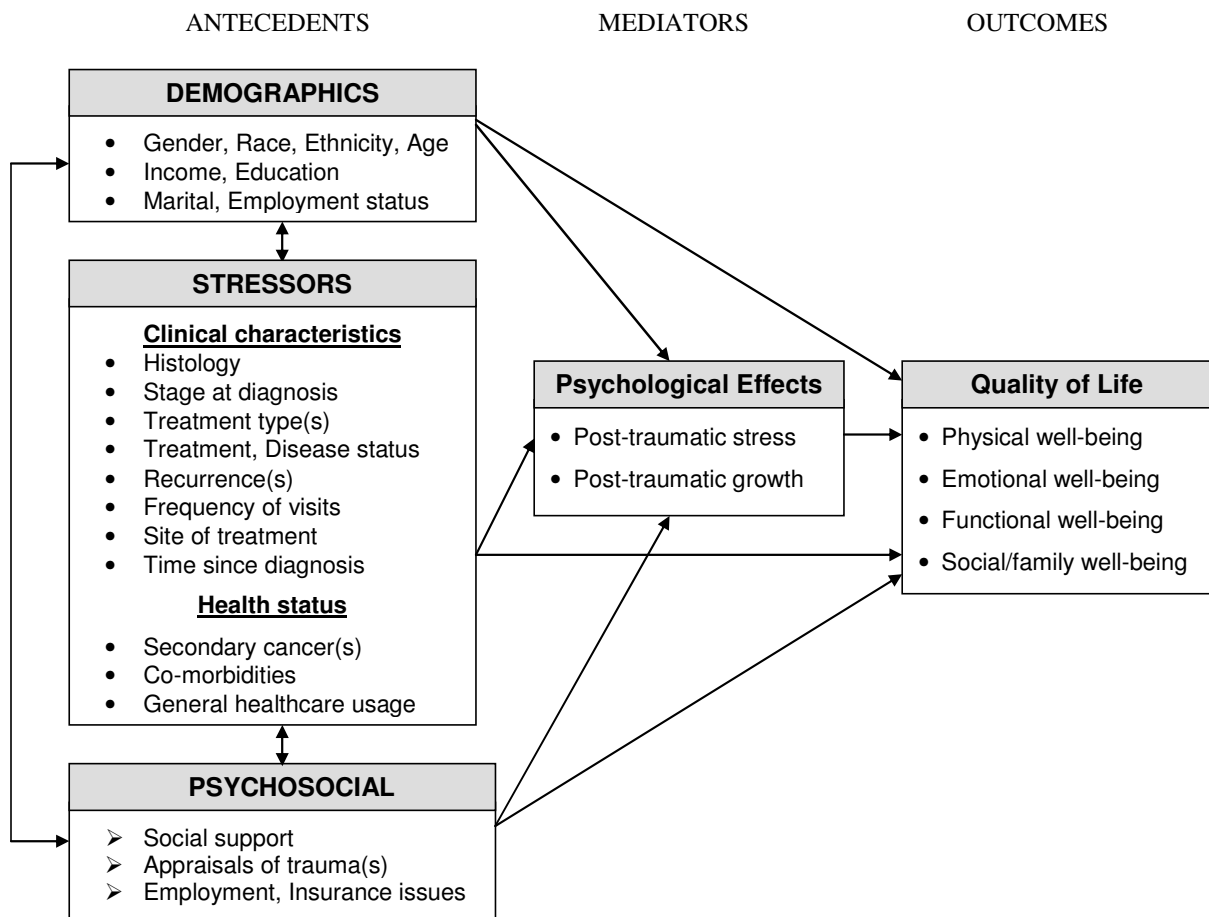 ANTECEDENTS MEDIATORS OUTCOMES
DEMOGRAPHICS
• Gender, Race, Ethnicity, Age
• Income, Education
• Marital, Employment status
STRESSORS
Clinical characteristics
• Histology
• Stage at diagnosis
• Treatment type(s)
• Treatment, Disease status
• Recurrence(s)
• Frequency of visits
• Site of treatment
• Time since diagnosis
Health status
• Secondary cancer(s)
• Co-morbidities
• General healthcare usage
PSYCHOSOCIAL
➢ Social support
➢ Appraisals of trauma(s)
➢ Employment, Insurance issues
Psychological Effects
• Post-traumatic stress
• Post-traumatic growth
Quality of Life
• Physical well-being
• Emotional well-being
• Functional well-being
• Social/family well-being